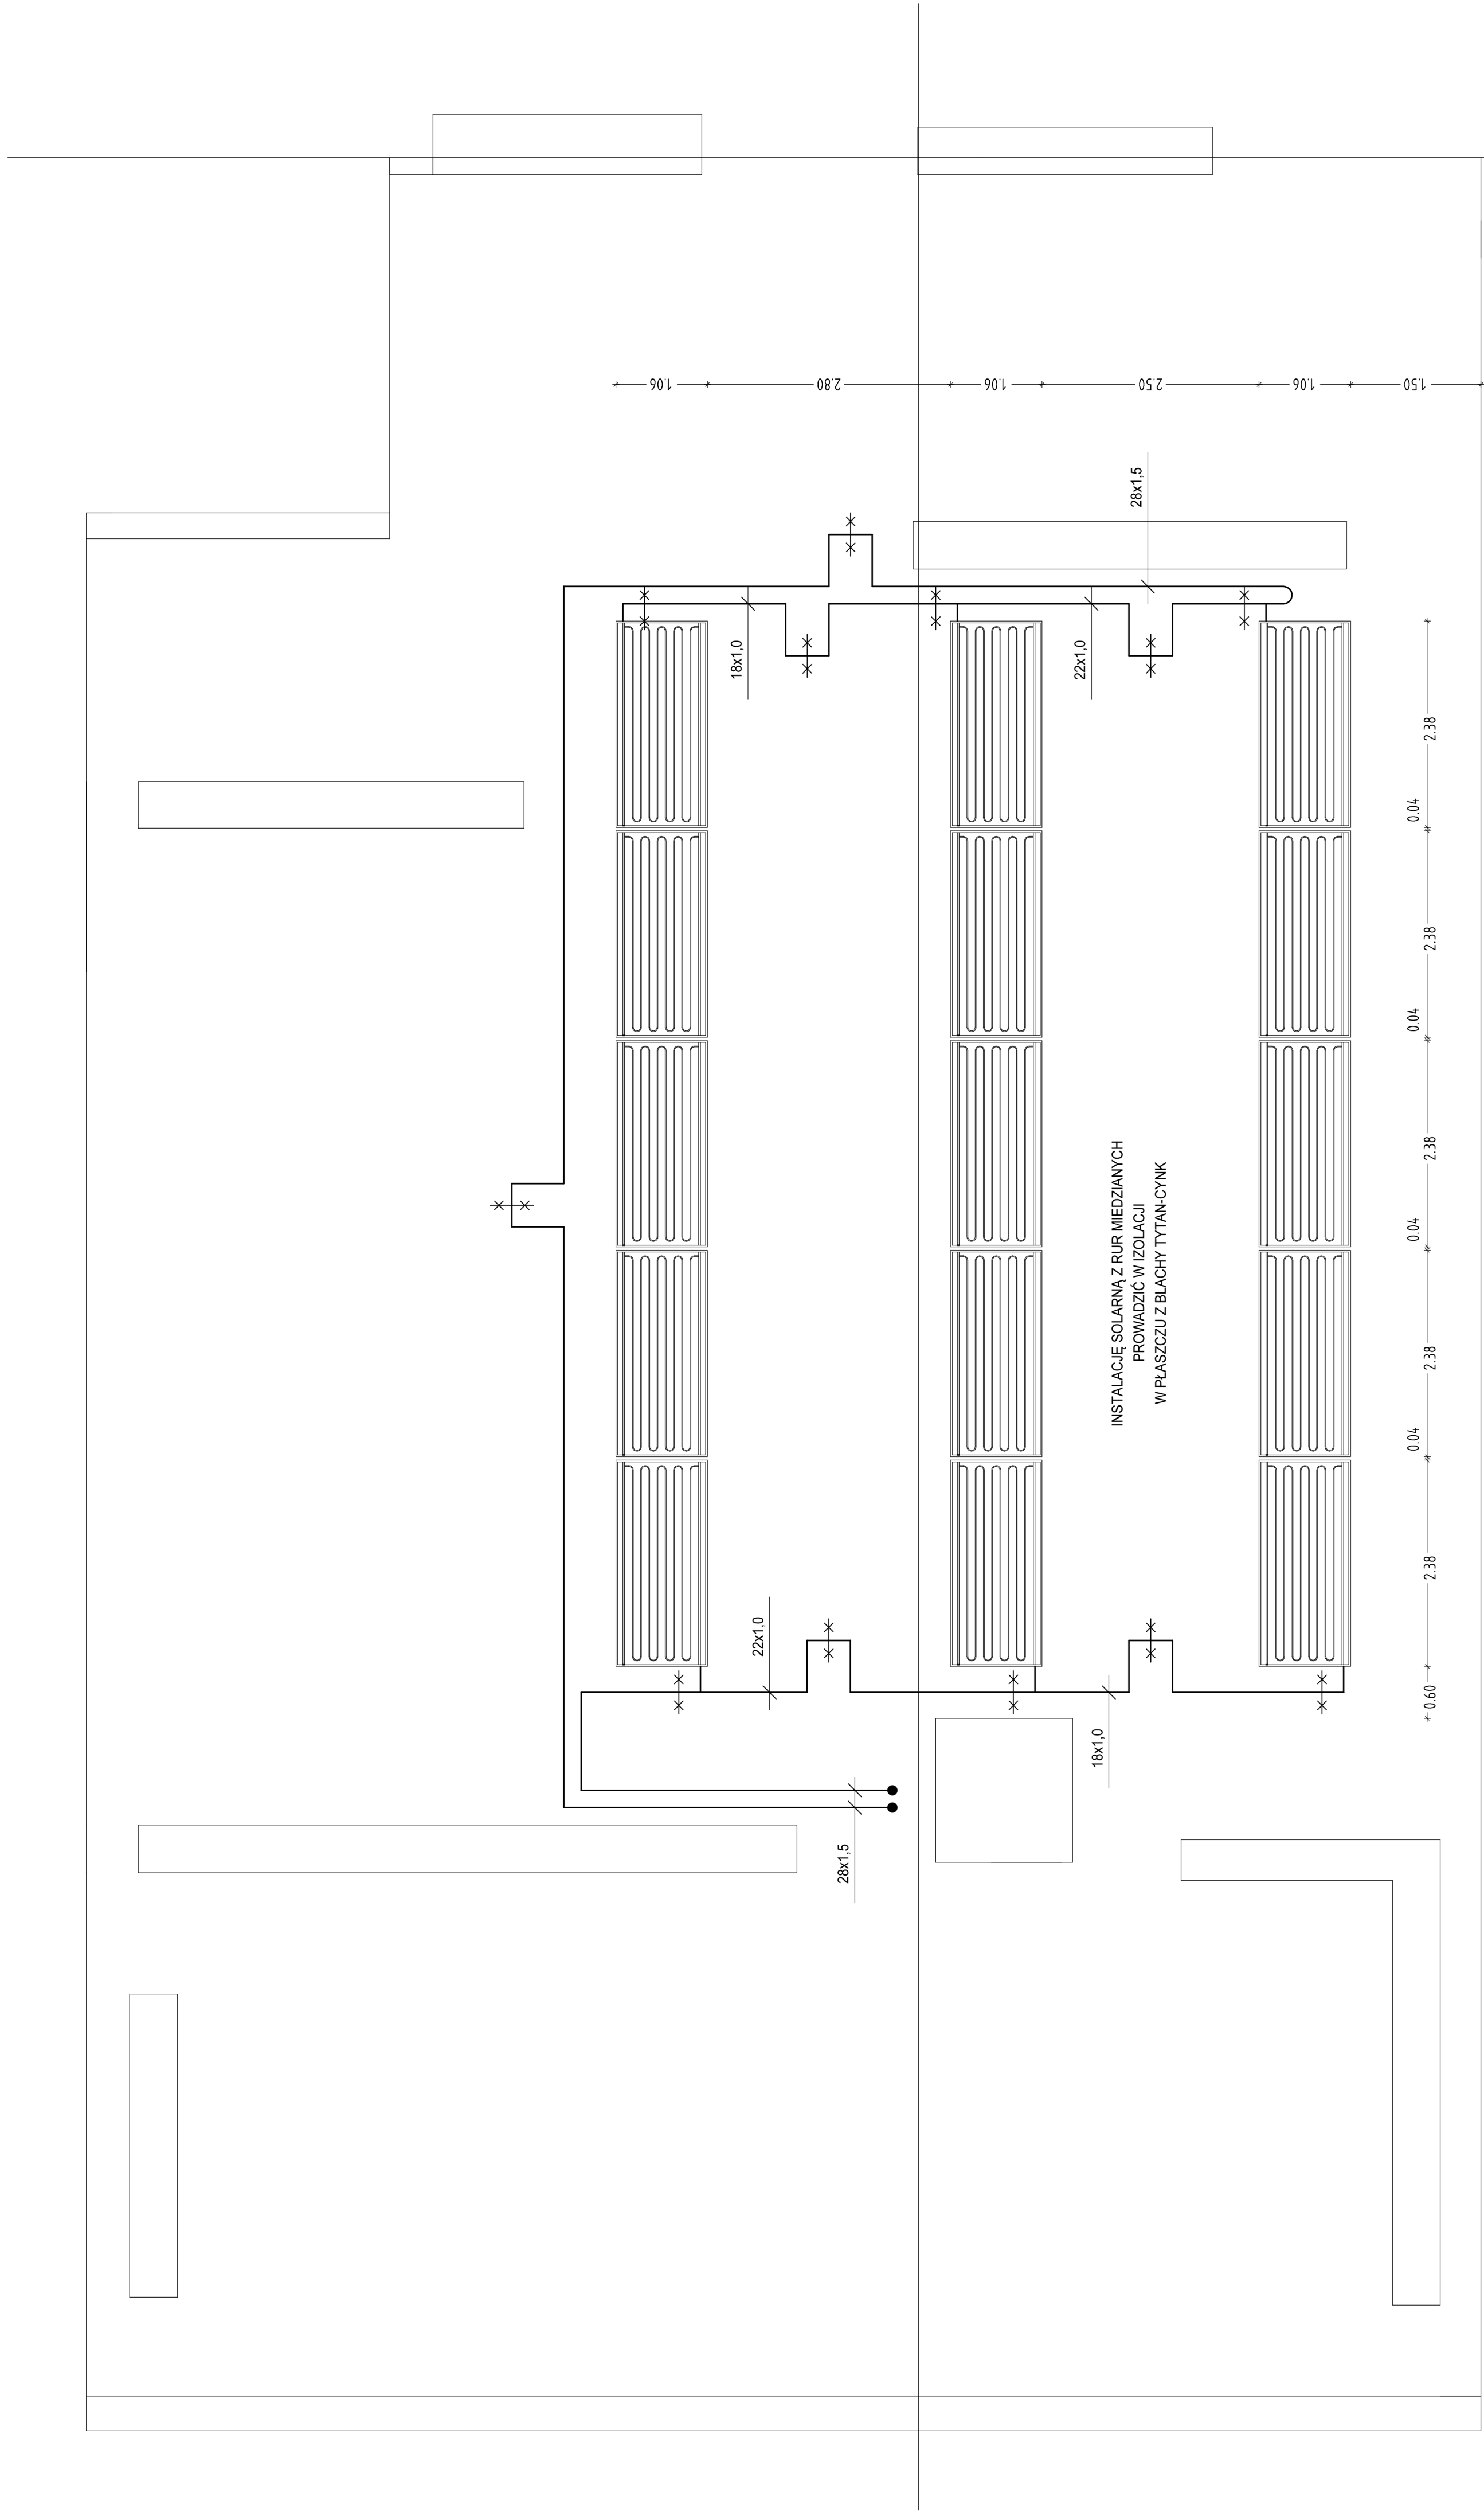 1.06
2.80
1.06
2.50
1.06
1.50
28x1,5
18x1,0
22x1,0
2.38
0.04
2.38
0.04
2.38
0.04
2.38
0.04
2.38
0.60
INSTALACJĘ SOLARNĄ Z RUR MIEDZIANYCH
PROWADZIĆ W IZOLACJI
W PŁASZCZU Z BLACHY TYTAN-CYNK
22x1,0
18x1,0
28x1,5